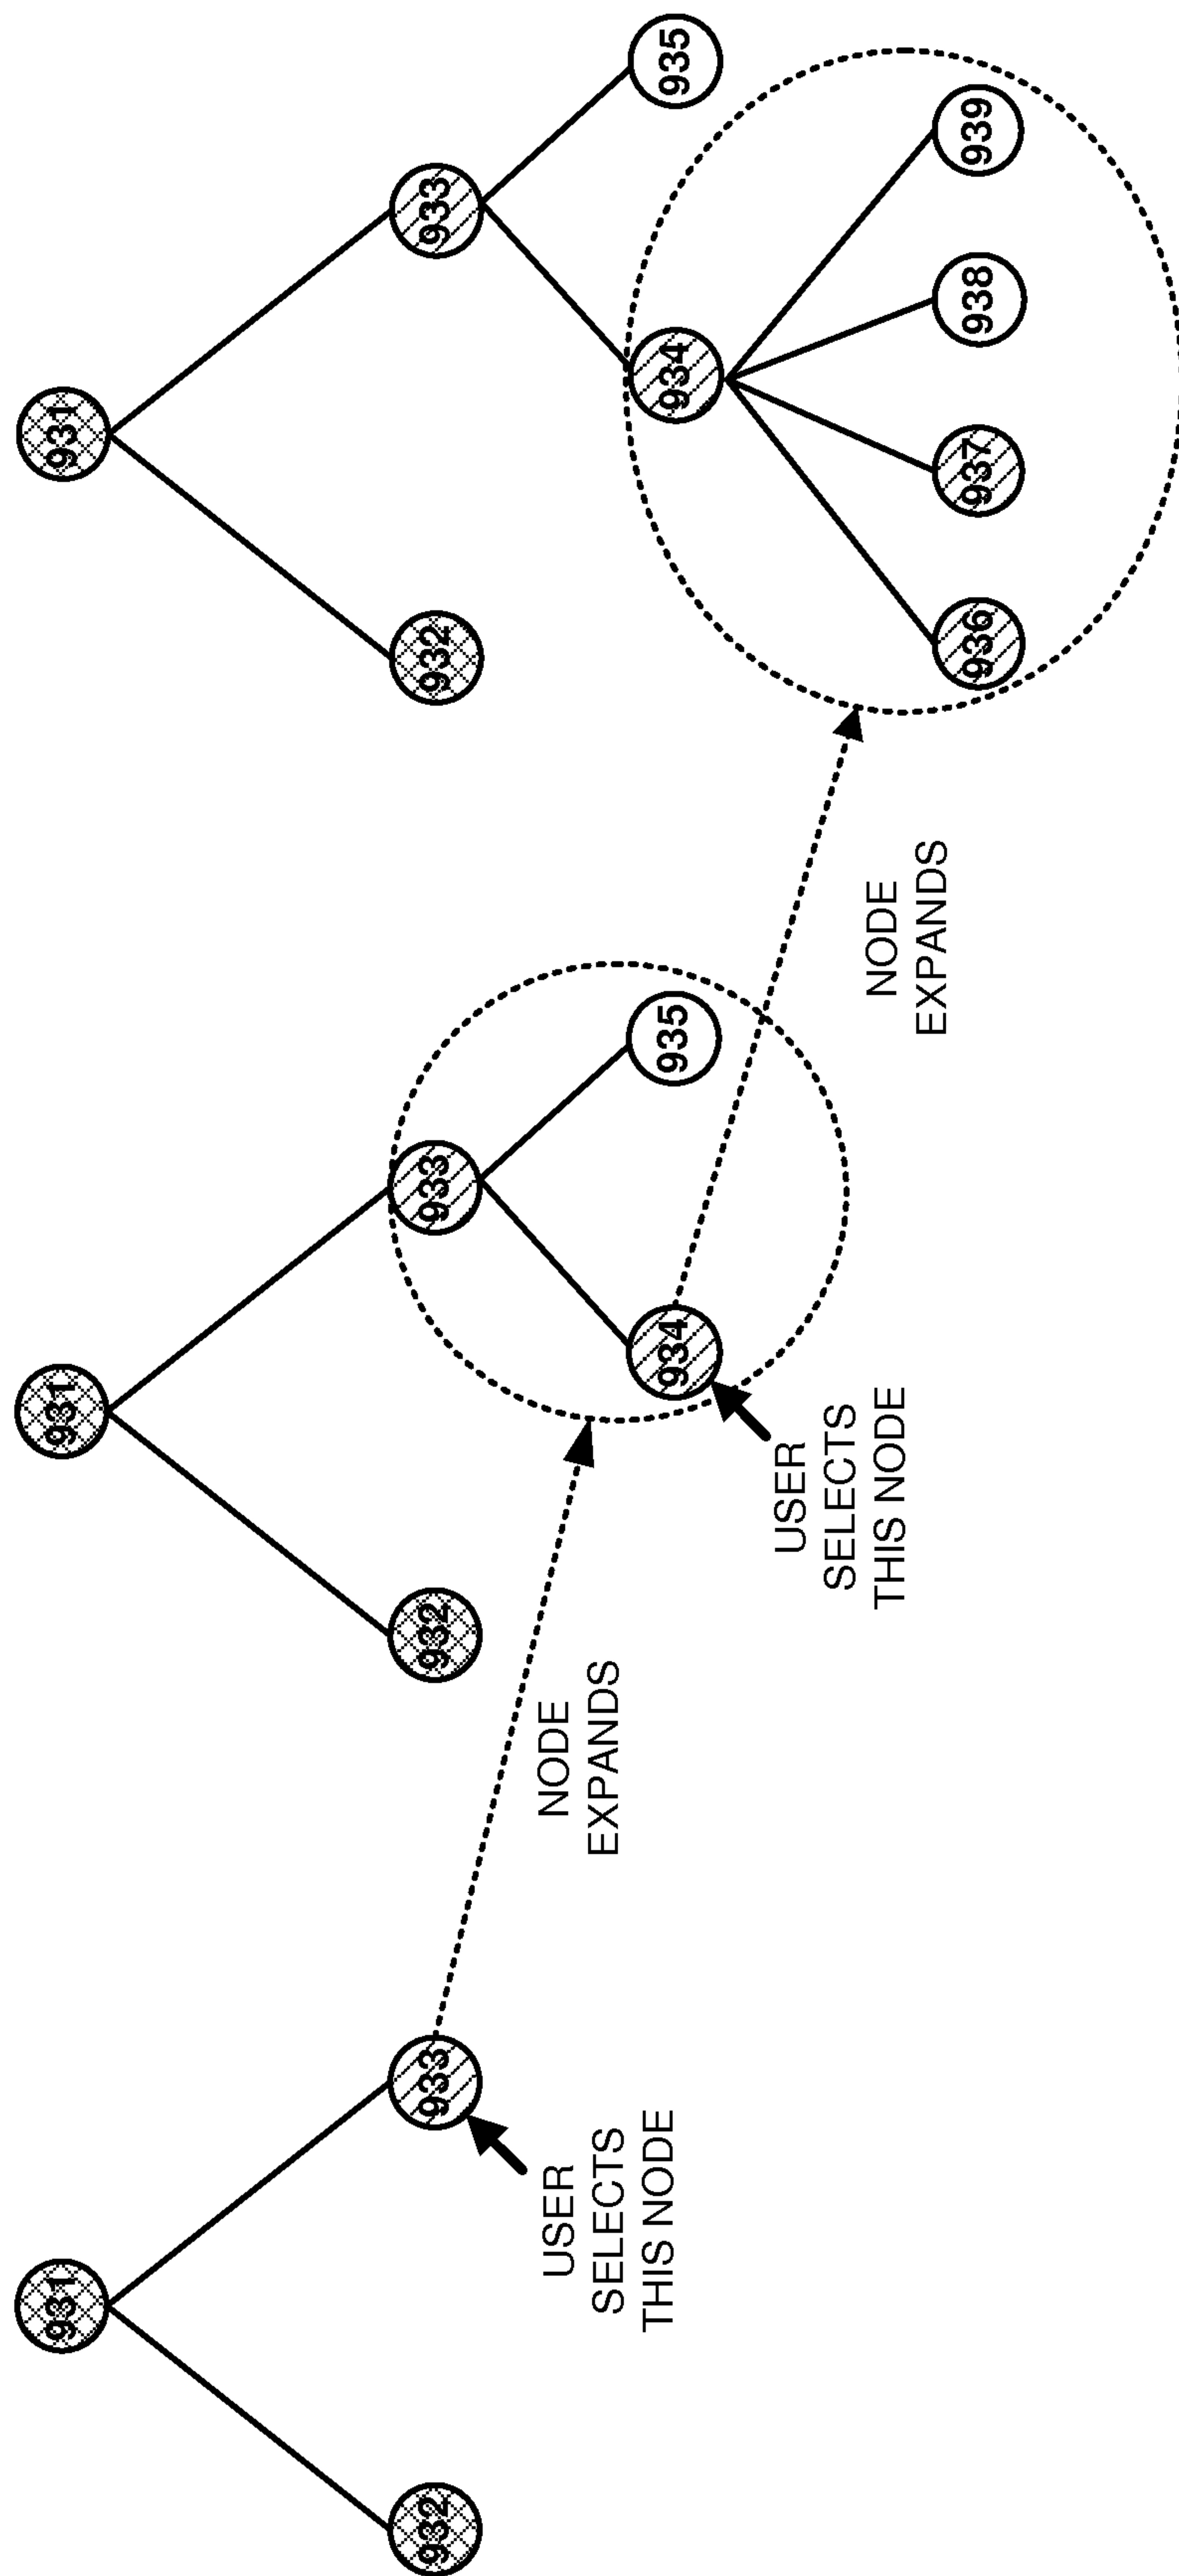 931
932
933
USER
SELECTS
THIS NODE
NODE
EXPANDS
931
932
933
934
935
USER
SELECTS
THIS NODE
NODE
EXPANDS
931
932
933
934
935
936
937
938
939